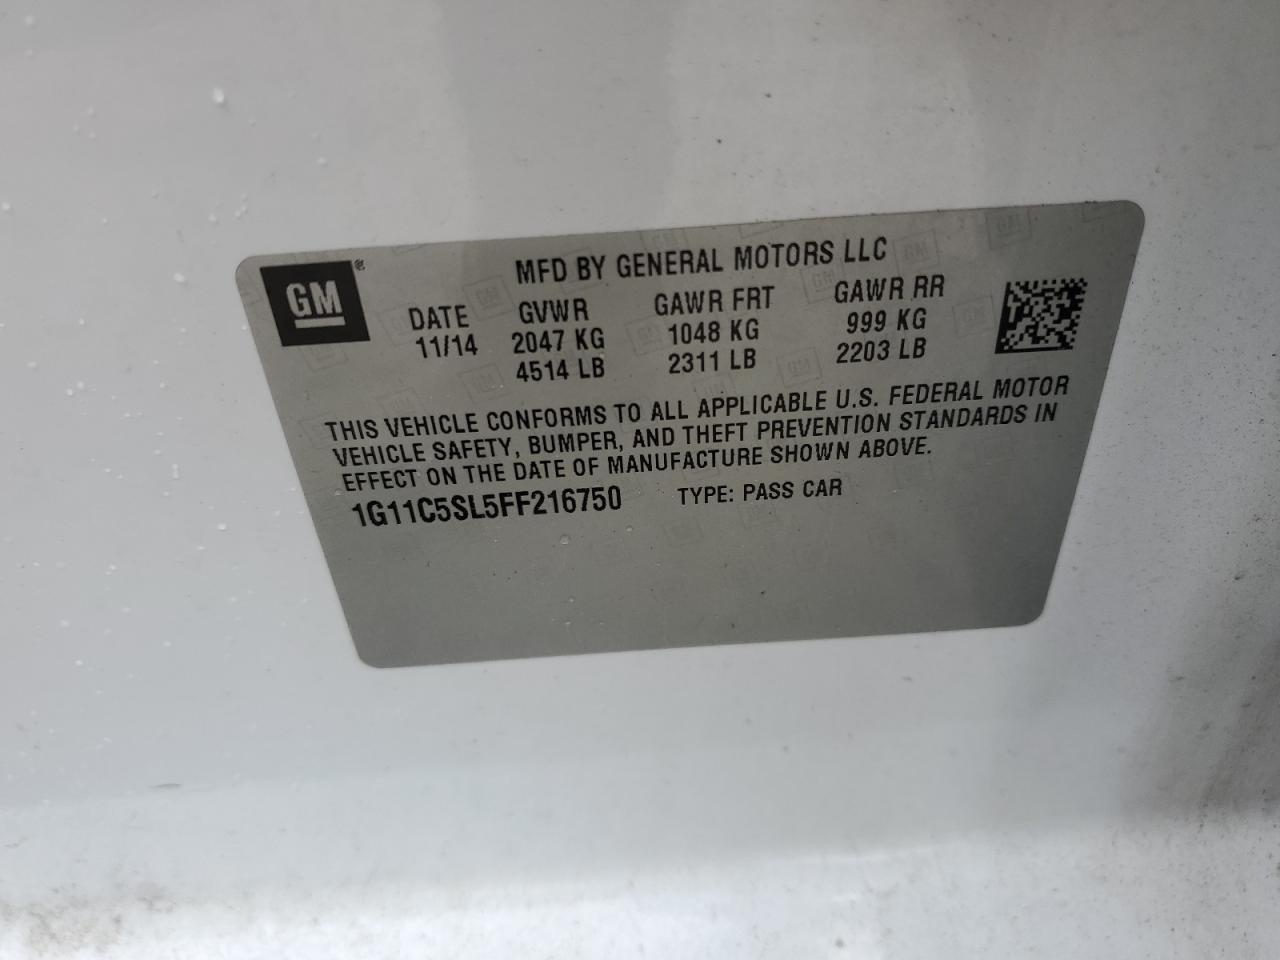 GM ®
MFD BY GENERAL MOTORS LLC
DATE GVWR GAWR FRT GAWR RR
11/14 2047 KG 1048 KG 999 KG
4514 LB 2311 LB 2203 LB
THIS VEHICLE CONFORMS TO ALL APPLICABLE U.S. FEDERAL MOTOR
VEHICLE SAFETY, BUMPER, AND THEFT PREVENTION STANDARDS IN
EFFECT ON THE DATE OF MANUFACTURE SHOWN ABOVE.
1G11C5SL5FF216750 TYPE: PASS CAR